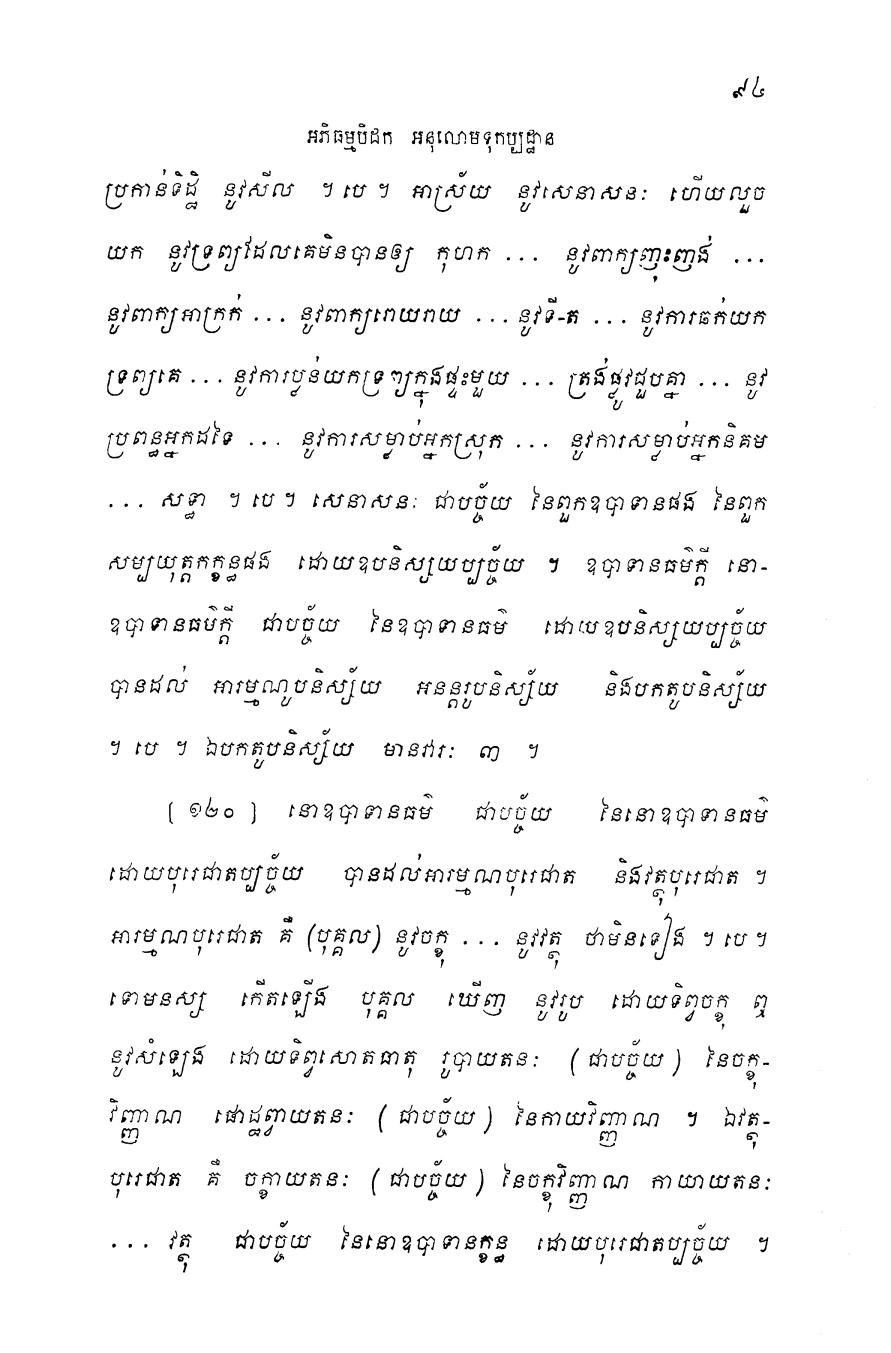 ៩៤
អភិធម្មបិដក អនុលោមទុកប្បដ្ឋាន
ប្រកាន់ទិដ្ឋិ នូវសីល ។ បេ ។ អាស្រ័យ នូវសេនាសនៈ ហើយលួច
យក នូវទ្រព្យដែលគេមិនបានឲ្យ កុហក ... នូវពាក្យញុះញង់ ...
នូវពាក្យអាក្រក់ ... នូវពាក្យរោយរាយ ... នូវទី-ត ... នូវការធក់យក
ទ្រព្យគេ ... នូវការប្លន់យកទ្រព្យក្នុងផ្ទះមួយ ... ត្រង់ផ្លូវដួបគ្នា ... នូវ
ប្រពន្ធអ្នកដទៃ ... នូវការសម្លាប់អ្នកស្រុក ... នូវការសម្លាប់អ្នកនិគម
... សទ្ធា ។ បេ ។ សេនាសនៈ ជាបច្ច័យ នៃពួកឧបាទានផង នៃពួក
សម្បយុត្តកក្ខន្ធផង ដោយឧបនិស្សយប្បច្ច័យ ។ ឧបាទានធម៌ក្តី នោ-
ឧបាទានធម៌ក្តី ជាបច្ច័យ នៃឧបាទានធម៌ ដោយឧបនិស្សយប្បច្ច័យ
បានដល់ អារម្មណូបនិស្ស័យ អនន្តរូបនិស្ស័យ និងបកតូបនិស្ស័យ
។ បេ ។ ឯបកតូបនិស្ស័យ មានវារៈ ៣ ។
[ ១២០ ] នោឧបាទានធម៌ ជាបច្ច័យ នៃនោឧបាទានធម៌
ដោយបុរេជាតប្បច្ច័យ បានដល់អារម្មណបុរេជាត និងវត្ថុបុរេជាត ។
អារម្មណបុរេជាត គឺ (បុគ្គល) នូវចក្ខុ ... នូវវត្ថុ ថាមិនទៀង ។ បេ ។
ទោមនស្ស កើតឡើង បុគ្គល ឃើញ នូវរូប ដោយទិព្វចក្ខុ ឮ
នូវសំឡេង ដោយទិព្វសោតធាតុ រូបាយតនៈ (ជាបច្ច័យ) នៃចក្ខុ-
វិញ្ញាណ ផោដ្ឋព្វាយតនៈ (ជាបច្ច័យ) នៃកាយវិញ្ញាណ ។ ឯវត្ថុ-
បុរេជាត គឺ ចក្ខាយតនៈ (ជាបច្ច័យ) នៃចក្ខុវិញ្ញាណ កាយាយតនៈ
... វត្ថុ ជាបច្ច័យ នៃនោឧបាទានក្ខន្ធ ដោយបុរេជាតប្បច្ច័យ ។